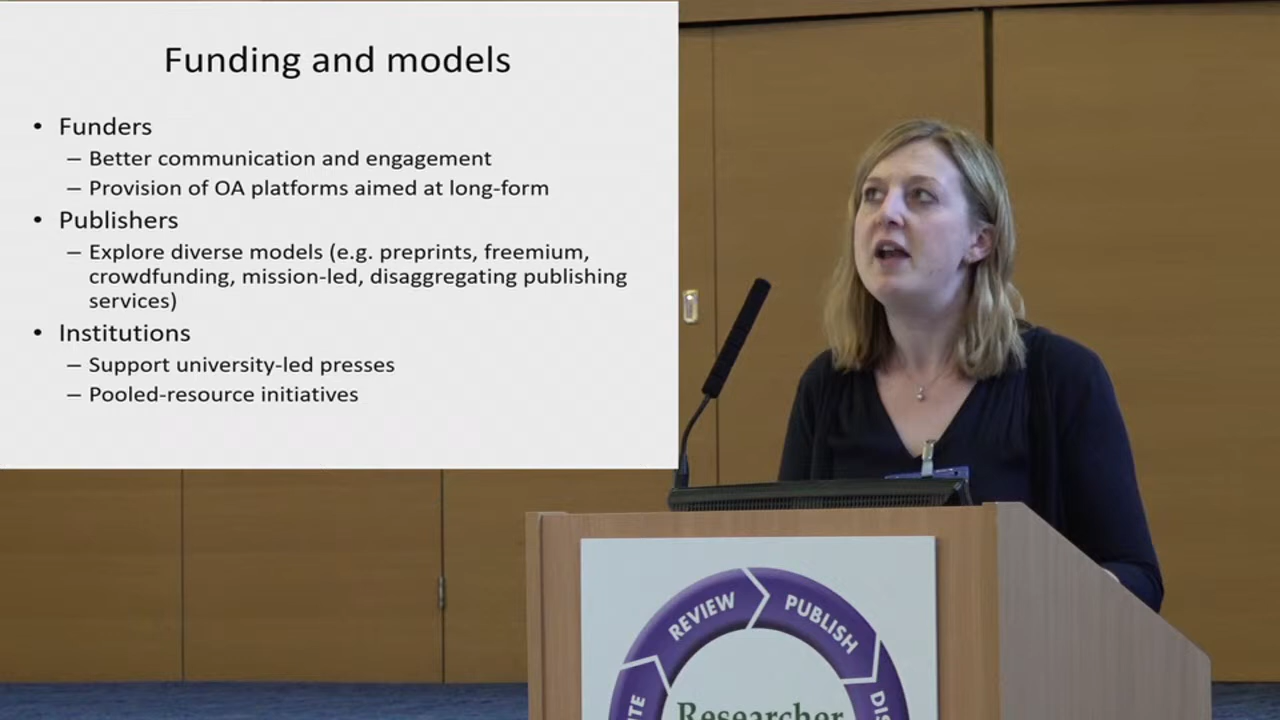 Funding and models
• Funders
– Better communication and engagement
– Provision of OA platforms aimed at long-form
• Publishers
– Explore diverse models (e.g. preprints, freemium,
crowdfunding, mission-led, disaggregating publishing
services)
• Institutions
– Support university-led presses
– Pooled-resource initiatives
REVIEW
PUBLISH
Researcher